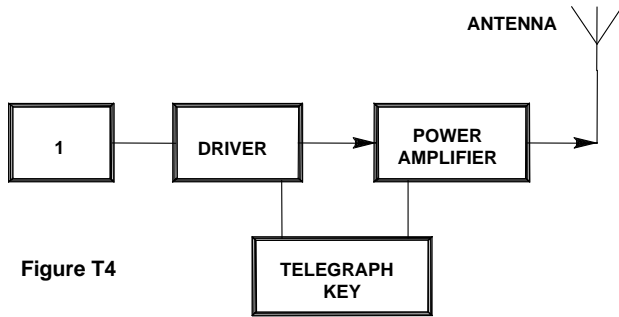 ANTENNA
1
DRIVER
POWER
AMPLIFIER
TELEGRAPH
KEY
Figure T4